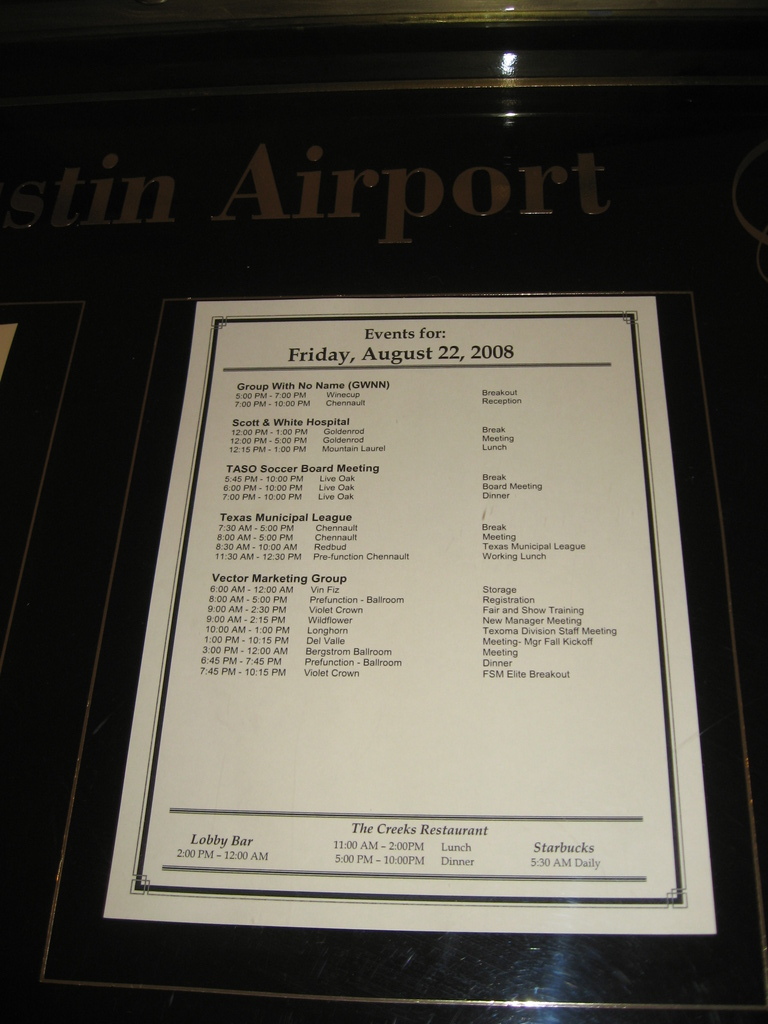 stin Airport
Events for:
Friday, August 22, 2008
Group With No Name (GWNN)
5:00 PM - 7:00 PM Winecup Breakout
7:00 PM - 10:00 PM Chennault Reception
Scott & White Hospital
12:00 PM - 1:00 PM Goldenrod Break
12:00 PM - 5:00 PM Goldenrod Meeting
12:15 PM - 1:00 PM Mountain Laurel Lunch
TASO Soccer Board Meeting
5:45 PM - 10:00 PM Live Oak Break
6:00 PM - 10:00 PM Live Oak Board Meeting
7:00 PM - 10:00 PM Live Oak Dinner
Texas Municipal League
7:30 AM - 5:00 PM Chennault Break
8:00 AM - 5:00 PM Chennault Meeting
8:30 AM - 10:00 AM Redbud Texas Municipal League
11:30 AM - 12:30 PM Pre-function Chennault Working Lunch
Vector Marketing Group
6:00 AM - 12:00 AM Vin Fiz Storage
8:00 AM - 5:00 PM Prefunction - Ballroom Registration
9:00 AM - 2:30 PM Violet Crown Fair and Show Training
9:00 AM - 2:15 PM Wildflower New Manager Meeting
10:00 AM - 1:00 PM Longhorn Texoma Division Staff Meeting
1:00 PM - 10:15 PM Del Valle Meeting- Mgr Fall Kickoff
3:00 PM - 12:00 AM Bergstrom Ballroom Meeting
6:45 PM - 7:45 PM Prefunction - Ballroom Dinner
7:45 PM - 10:15 PM Violet Crown FSM Elite Breakout
Lobby Bar
2:00 PM – 12:00 AM
The Creeks Restaurant
11:00 AM – 2:00PM Lunch
5:00 PM – 10:00PM Dinner
Starbucks
5:30 AM Daily